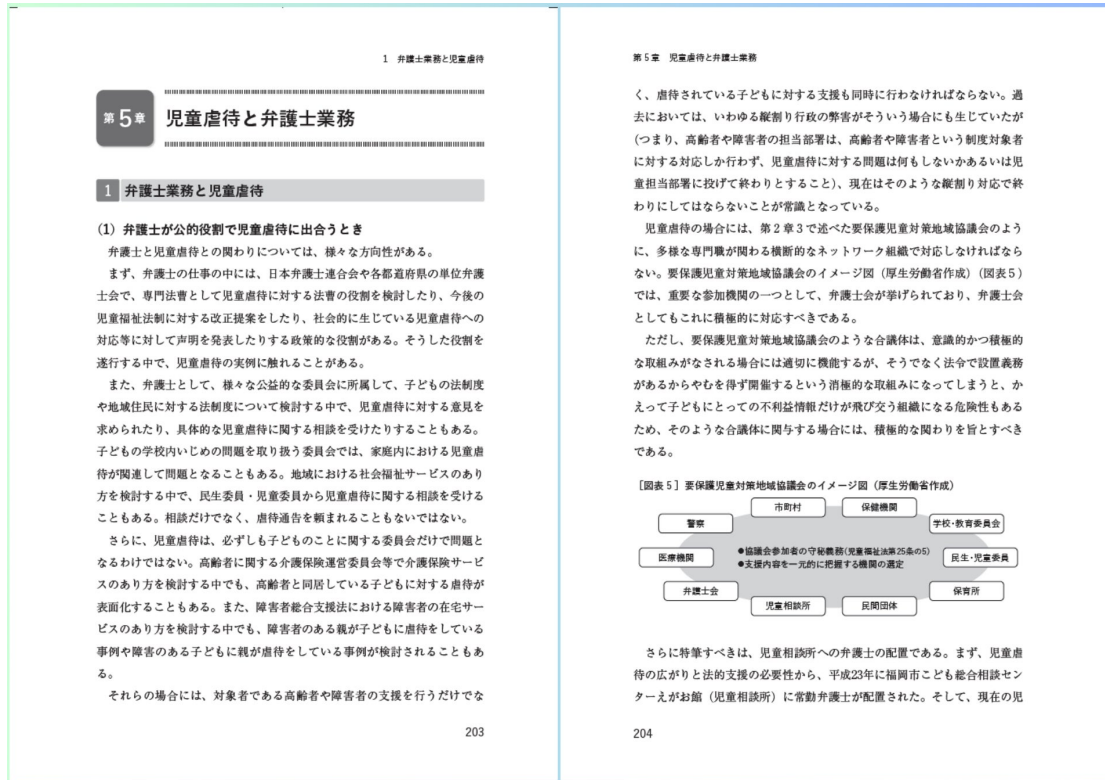 1 弁護士業務と児童虐待
第5章 児童虐待と弁護士業務
1 弁護士業務と児童虐待
(1) 弁護士が公的役割で児童虐待に出合うとき
弁護士と児童虐待との関わりについては、様々な方向性がある。
まず、弁護士の仕事の中には、日本弁護士連合会や各都道府県の単位弁護
士会で、専門法曹として児童虐待に対する法曹の役割を検討したり、今後の
児童福祉法制に対する改正提案をしたり、社会的に生じている児童虐待への
対応等に対して声明を発表したりする政策的な役割がある。そうした役割を
遂行する中で、児童虐待の実例に触れることがある。
また、弁護士として、様々な公益的な委員会に所属して、子どもの法制度
や地域住民に対する法制度について検討する中で、児童虐待に対する意見を
求められたり、具体的な児童虐待に関する相談を受けたりすることもある。
子どもの学校内いじめの問題を取り扱う委員会では、家庭内における児童虐
待が関連して問題となることもある。地域における社会福祉サービスのあり
方を検討する中で、民生委員・児童委員から児童虐待に関する相談を受ける
こともある。相談だけでなく、虐待通告を頼まれることもないではない。
さらに、児童虐待は、必ずしも子どものことに関する委員会だけで問題と
なるわけではない。高齢者に関する介護保険運営委員会等で介護保険サービ
スのあり方を検討する中でも、高齢者と同居している子どもに対する虐待が
表面化することもある。また、障害者総合支援法における障害者の在宅サー
ビスのあり方を検討する中でも、障害者のある親が子どもに虐待をしている
事例や障害のある子どもに親が虐待をしている事例が検討されることもあ
る。
それらの場合には、対象者である高齢者や障害者の支援を行うだけでな
203
第5章 児童虐待と弁護士業務
く、虐待されている子どもに対する支援も同時に行わなければならない。過
去においては、いわゆる縦割り行政の弊害がそういう場合にも生じていたが
(つまり、高齢者や障害者の担当部署は、高齢者や障害者という制度対象者
に対する対応しか行わず、児童虐待に対する問題は何もしないかあるいは児
童担当部署に投げて終わりとすること)、現在はそのような縦割り対応で終
わりにしてはならないことが常識となっている。
児童虐待の場合には、第2章3で述べた要保護児童対策地域協議会のよう
に、多様な専門職が関わる横断的なネットワーク組織で対応しなければなら
ない。要保護児童対策地域協議会のイメージ図(厚生労働省作成)(図表5)
では、重要な参加機関の一つとして、弁護士会が挙げられており、弁護士会
としてもこれに積極的に対応すべきである。
ただし、要保護児童対策地域協議会のような合議体は、意識的かつ積極的
な取組みがなされる場合には適切に機能するが、そうでなく法令で設置義務
があるからやむを得ず開催するという消極的な取組みになってしまうと、か
えって子どもにとっての不利益情報だけが飛び交う組織になる危険性もある
ため、そのような合議体に関与する場合には、積極的な関わりを旨とすべき
である。
[図表5] 要保護児童対策地域協議会のイメージ図(厚生労働省作成)
市町村
保健機関
警察
学校・教育委員会
医療機関
●協議会参加者の守秘義務(児童福祉法第25条の5)
●支援内容を一元的に把握する機関の選定
民生・児童委員
弁護士会
保育所
児童相談所
民間団体
さらに特筆すべきは、児童相談所への弁護士の配置である。まず、児童虐
待の広がりと法的支援の必要性から、平成23年に福岡市こども総合相談セン
ターえがお館(児童相談所)に常勤弁護士が配置された。そして、現在の児
204